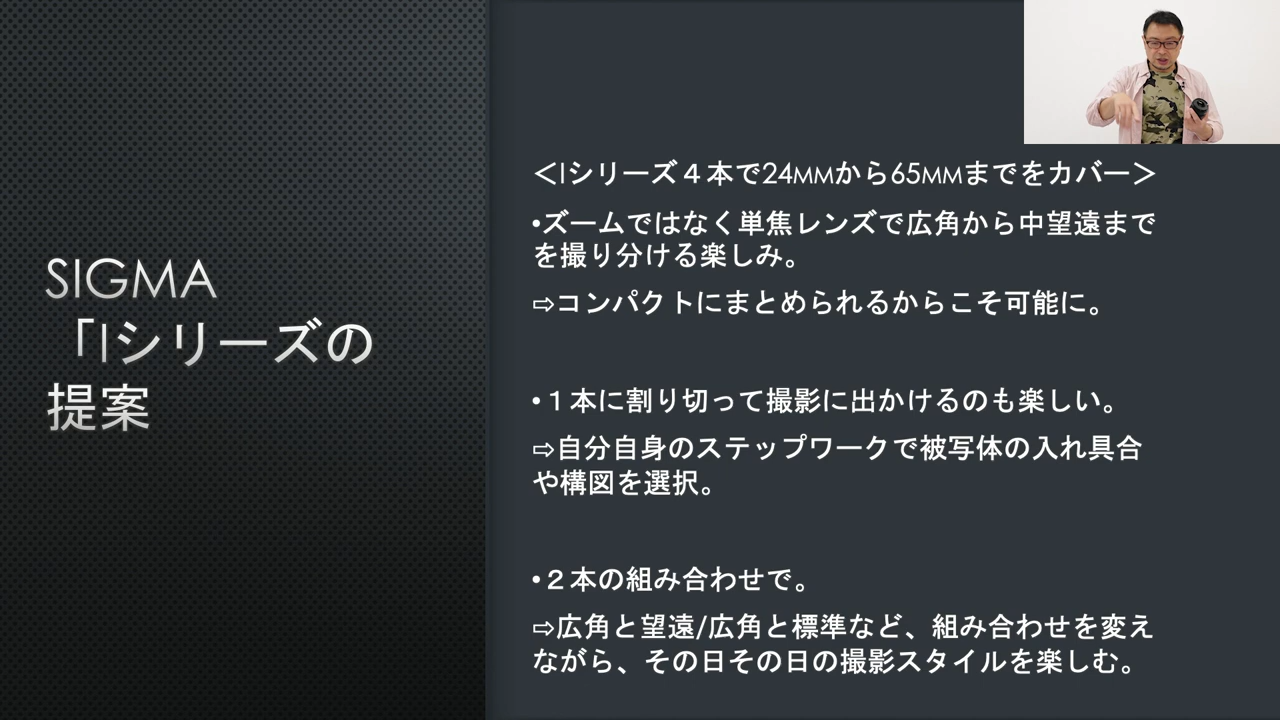 SIGMA
「Iシリーズの
提案
＜Iシリーズ４本で24MMから65MMまでをカバー＞
•ズームではなく単焦レンズで広角から中望遠まで
を撮り分ける楽しみ。
⇨コンパクトにまとめられるからこそ可能に。
•１本に割り切って撮影に出かけるのも楽しい。
⇨自分自身のステップワークで被写体の入れ具合
や構図を選択。
•２本の組み合わせで。
⇨広角と望遠/広角と標準など、組み合わせを変え
ながら、その日その日の撮影スタイルを楽しむ。